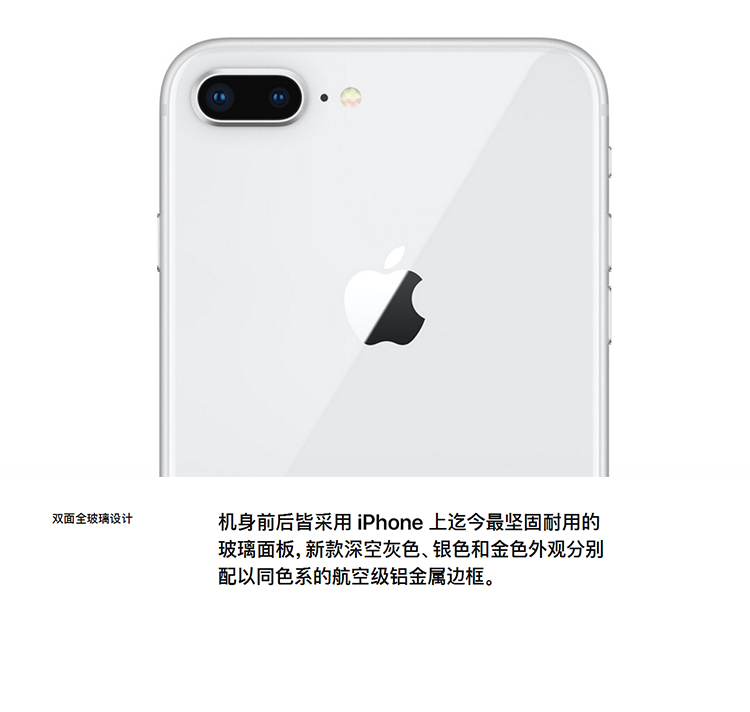 双面全玻璃设计
机身前后皆采用 iPhone 上迄今最坚固耐用的
玻璃面板，新款深空灰色、银色和金色外观分别
配以同色系的航空级铝金属边框。